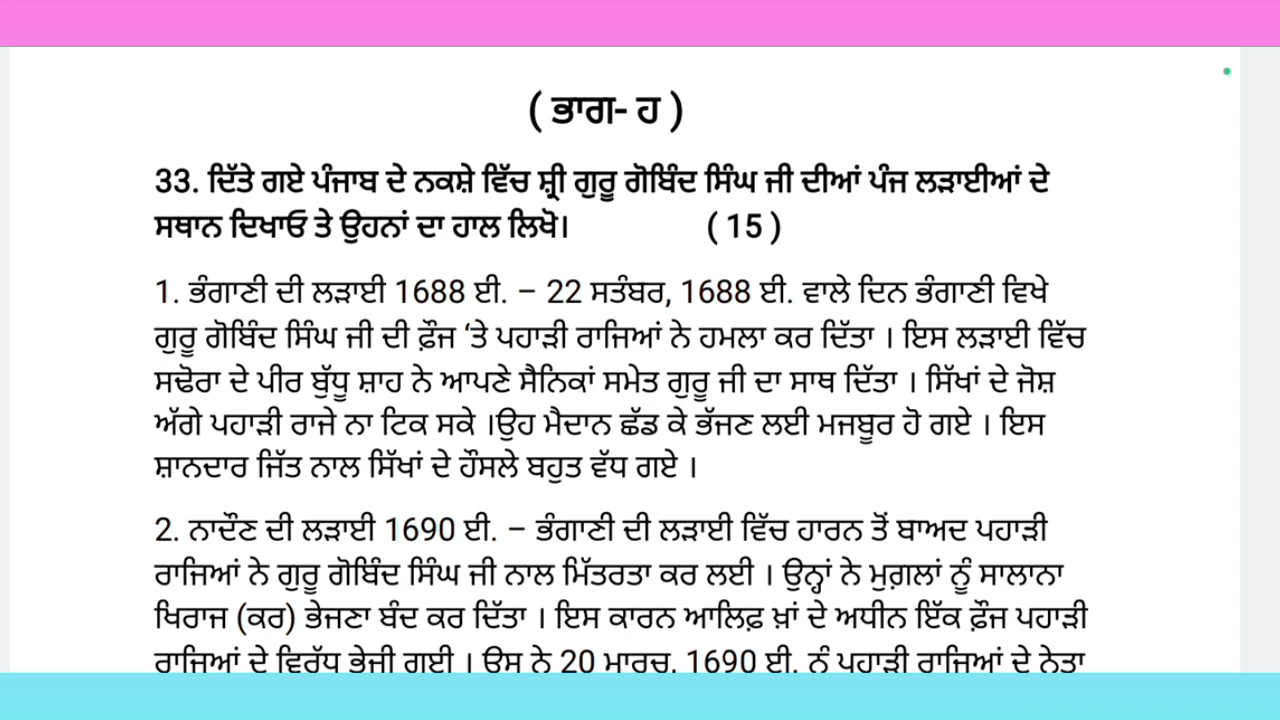 ( ਭਾਗ- ਹ )
33. ਦਿੱਤੇ ਗਏ ਪੰਜਾਬ ਦੇ ਨਕਸ਼ੇ ਵਿੱਚ ਸ਼੍ਰੀ ਗੁਰੂ ਗੋਬਿੰਦ ਸਿੰਘ ਜੀ ਦੀਆਂ ਪੰਜ ਲੜਾਈਆਂ ਦੇ
ਸਥਾਨ ਦਿਖਾਓ ਤੇ ਉਹਨਾਂ ਦਾ ਹਾਲ ਲਿਖੋ। ( 15 )
1. ਭੰਗਾਣੀ ਦੀ ਲੜਾਈ 1688 ਈ. – 22 ਸਤੰਬਰ, 1688 ਈ. ਵਾਲੇ ਦਿਨ ਭੰਗਾਣੀ ਵਿਖੇ
ਗੁਰੂ ਗੋਬਿੰਦ ਸਿੰਘ ਜੀ ਦੀ ਫ਼ੌਜ ‘ਤੇ ਪਹਾੜੀ ਰਾਜਿਆਂ ਨੇ ਹਮਲਾ ਕਰ ਦਿੱਤਾ । ਇਸ ਲੜਾਈ ਵਿੱਚ
ਸਢੋਰਾ ਦੇ ਪੀਰ ਬੁੱਧੂ ਸ਼ਾਹ ਨੇ ਆਪਣੇ ਸੈਨਿਕਾਂ ਸਮੇਤ ਗੁਰੂ ਜੀ ਦਾ ਸਾਥ ਦਿੱਤਾ । ਸਿੱਖਾਂ ਦੇ ਜੋਸ਼
ਅੱਗੇ ਪਹਾੜੀ ਰਾਜੇ ਨਾ ਟਿਕ ਸਕੇ ।ਉਹ ਮੈਦਾਨ ਛੱਡ ਕੇ ਭੱਜਣ ਲਈ ਮਜਬੂਰ ਹੋ ਗਏ । ਇਸ
ਸ਼ਾਨਦਾਰ ਜਿੱਤ ਨਾਲ ਸਿੱਖਾਂ ਦੇ ਹੌਸਲੇ ਬਹੁਤ ਵੱਧ ਗਏ ।
2. ਨਾਦੌਣ ਦੀ ਲੜਾਈ 1690 ਈ. – ਭੰਗਾਣੀ ਦੀ ਲੜਾਈ ਵਿੱਚ ਹਾਰਨ ਤੋਂ ਬਾਅਦ ਪਹਾੜੀ
ਰਾਜਿਆਂ ਨੇ ਗੁਰੂ ਗੋਬਿੰਦ ਸਿੰਘ ਜੀ ਨਾਲ ਮਿੱਤਰਤਾ ਕਰ ਲਈ । ਉਨ੍ਹਾਂ ਨੇ ਮੁਗ਼ਲਾਂ ਨੂੰ ਸਾਲਾਨਾ
ਖਿਰਾਜ (ਕਰ) ਭੇਜਣਾ ਬੰਦ ਕਰ ਦਿੱਤਾ । ਇਸ ਕਾਰਨ ਆਲਿਫ਼ ਖ਼ਾਂ ਦੇ ਅਧੀਨ ਇੱਕ ਫ਼ੌਜ ਪਹਾੜੀ
ਰਾਜਿਆਂ ਦੇ ਵਿਰੁੱਧ ਭੇਜੀ ਗਈ । ਉਸ ਨੇ 20 ਮਾਰਚ, 1690 ਈ. ਨੂੰ ਪਹਾੜੀ ਰਾਜਿਆਂ ਦੇ ਨੇਤਾ